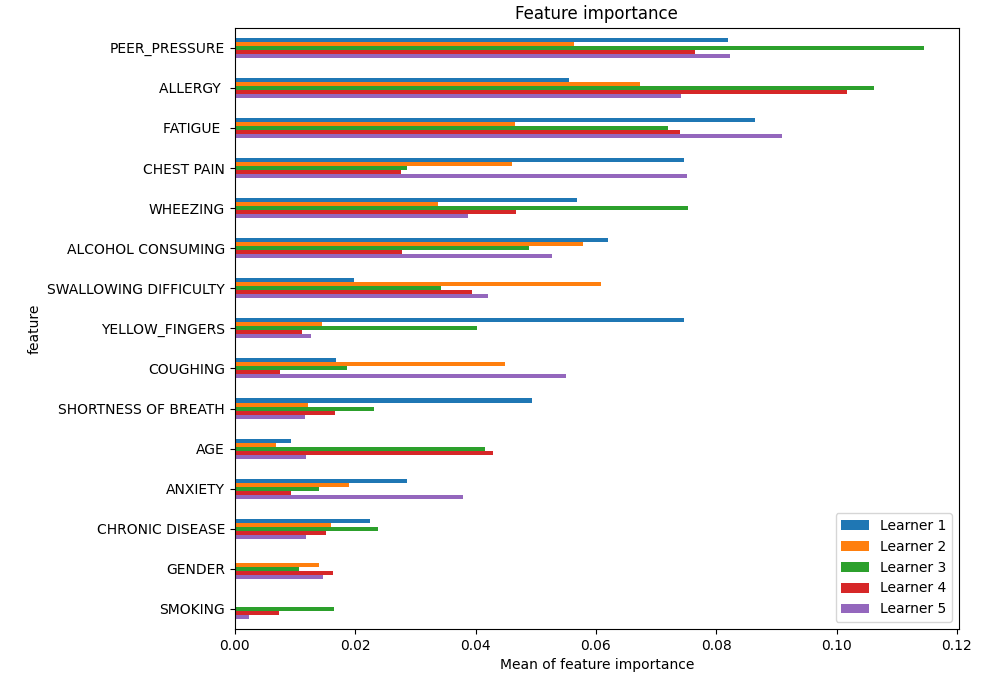 Feature importance
PEER_PRESSURE
ALLERGY
FATIGUE
CHEST PAIN
WHEEZING
ALCOHOL CONSUMING
SWALLOWING DIFFICULTY
YELLOW_FINGERS
COUGHING
SHORTNESS OF BREATH
AGE
ANXIETY
CHRONIC DISEASE
GENDER
SMOKING
feature
Learner 1
Learner 2
Learner 3
Learner 4
Learner 5
0.00 0.02 0.04 0.06 0.08 0.10 0.12
Mean of feature importance